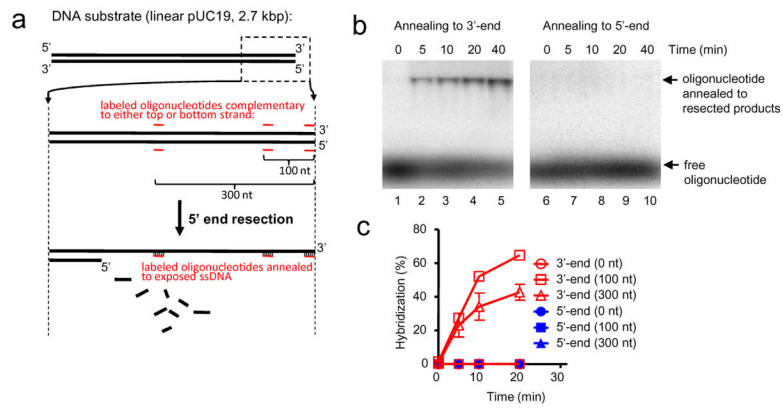 a
DNA substrate (linear pUC19, 2.7 kbp):
5'
3'
3'
5'
labeled oligonucleotides complementary
to either top or bottom strand:
3'
5'
100 nt
300 nt
5' end resection
3'
5'
labeled oligonucleotides annealed
to exposed ssDNA
b
Annealing to 3'-end
Annealing to 5'-end
0 5 10 20 40
0 5 10 20 40
Time (min)
oligonucleotide
annealed to
resected products
free
oligonucleotide
1 2 3 4 5
6 7 8 9 10
c
Hybridization (%)
80
60
40
20
0
0 10 20 30
Time (min)
3'-end (0 nt)
3'-end (100 nt)
3'-end (300 nt)
5'-end (0 nt)
5'-end (100 nt)
5'-end (300 nt)